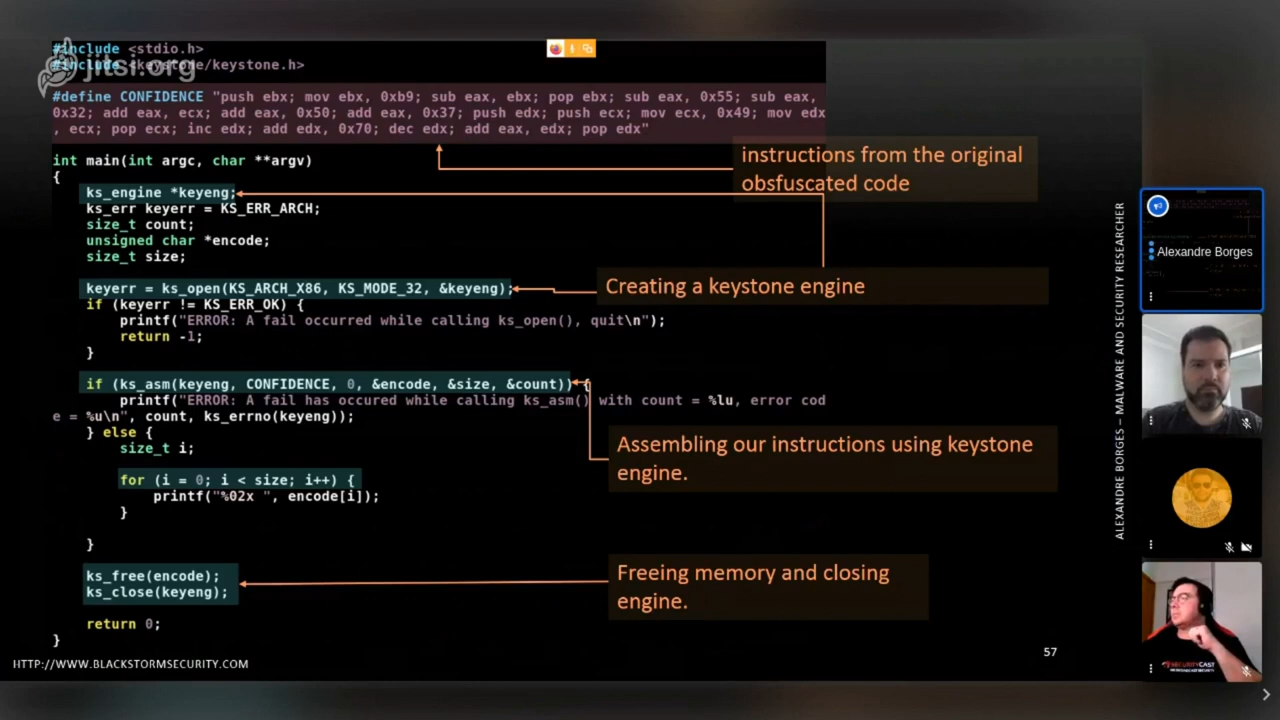 #include <stdio.h>
#include <keystone/keystone.h>
jitsi.org
#define CONFIDENCE "push ebx; mov ebx, 0xb9; sub eax, ebx; pop ebx; sub eax, 0x55; sub eax,
0x32; add eax, ecx; add eax, 0x50; add eax, 0x37; push edx; push ecx; mov ecx, 0x49; mov edx
, ecx; pop ecx; inc edx; add edx, 0x70; dec edx; add eax, edx; pop edx"
instructions from the original
obsfuscated code
int main(int argc, char **argv)
{
ks_engine *keyeng;
ks_err keyerr = KS_ERR_ARCH;
size_t count;
unsigned char *encode;
size_t size;
keyerr = ks_open(KS_ARCH_X86, KS_MODE_32, &keyeng);
Creating a keystone engine
if (keyerr != KS_ERR_OK) {
printf("ERROR: A fail occurred while calling ks_open(), quit\n");
return -1;
}
if (ks_asm(keyeng, CONFIDENCE, 0, &encode, &size, &count)) {
printf("ERROR: A fail has occured while calling ks_asm() with count = %lu, error cod
e = %u\n", count, ks_errno(keyeng));
} else {
size_t i;
Assembling our instructions using keystone
engine.
for (i = 0; i < size; i++) {
printf("%02x ", encode[i]);
}
}
ks_free(encode);
ks_close(keyeng);
Freeing memory and closing
engine.
return 0;
}
HTTP://WWW.BLACKSTORMSECURITY.COM
57
ALEXANDRE BORGES – MALWARE AND SECURITY RESEARCHER
Alexandre Borges
SECURITYCAST